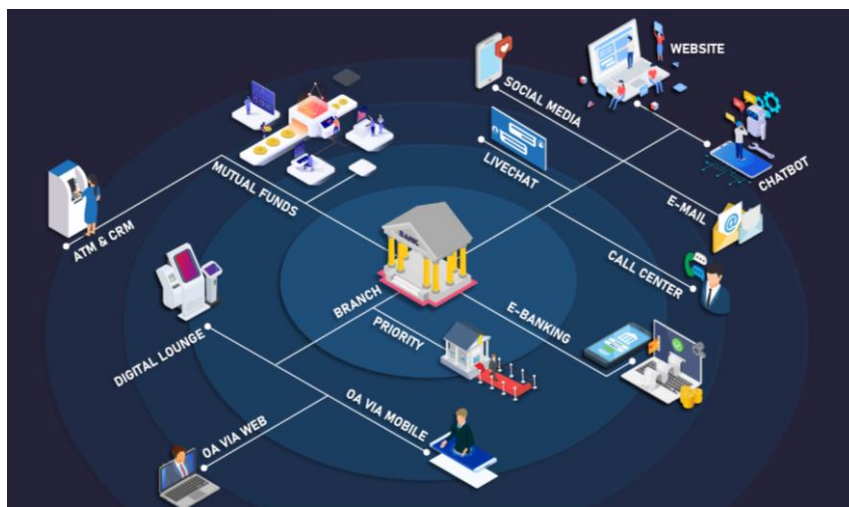 WEBSITE
SOCIAL MEDIA
CHATBOT
LIVECHAT
MUTUAL FUNDS
E-MAIL
ATM & CRM
BANK
CALL CENTER
BRANCH
E-BANKING
PRIORITY
DIGITAL LOUNGE
OA VIA MOBILE
OA VIA WEB